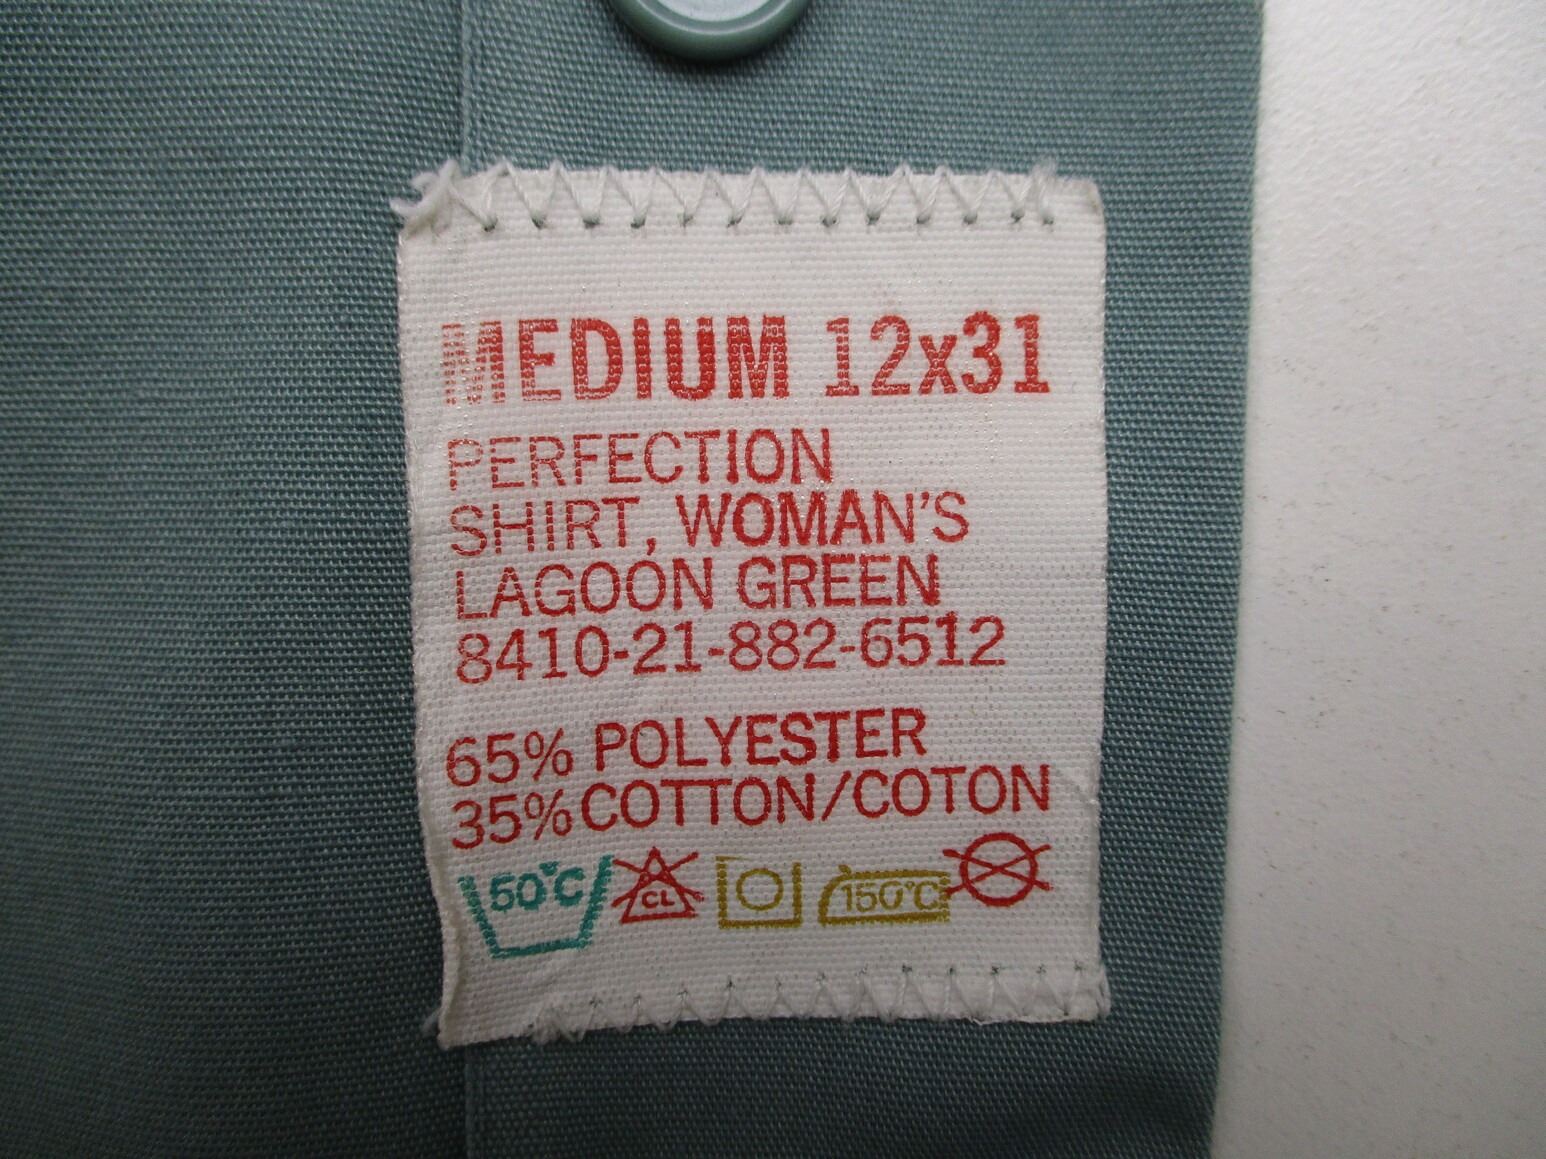 MEDIUM 12x31
PERFECTION
SHIRT, WOMAN'S
LAGOON GREEN
8410-21-882-6512
65% POLYESTER
35% COTTON/COTON
50°C CL 150°C